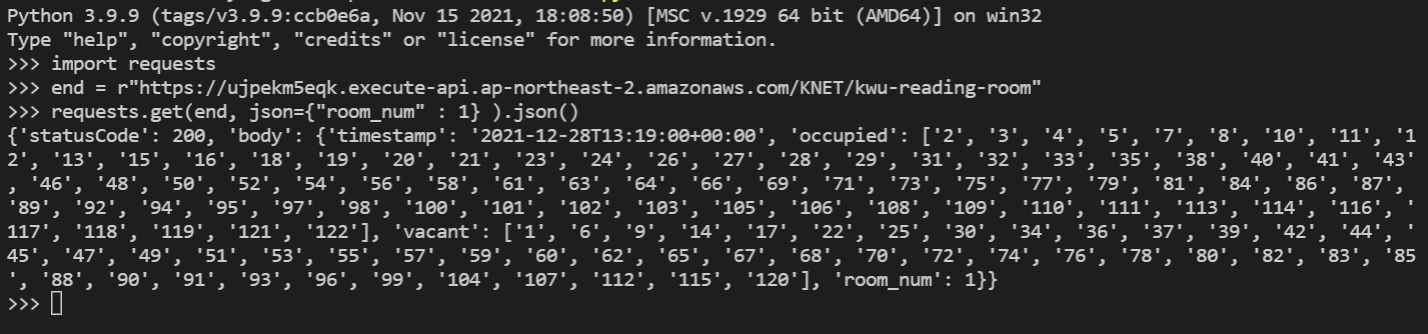 Python 3.9.9 (tags/v3.9.9:ccb0e6a, Nov 15 2021, 18:08:50) [MSC v.1929 64 bit (AMD64)] on win32
Type "help", "copyright", "credits" or "license" for more information.
>>> import requests
>>> end = r"https://ujpekm5eqk.execute-api.ap-northeast-2.amazonaws.com/KNET/kwu-reading-room"
>>> requests.get(end, json={"room_num" : 1} ).json()
{'statusCode': 200, 'body': {'timestamp': '2021-12-28T13:19:00+00:00', 'occupied': ['2', '3', '4', '5', '7', '8', '10', '11', '1
2', '13', '15', '16', '18', '19', '20', '21', '23', '24', '26', '27', '28', '29', '31', '32', '33', '35', '38', '40', '41', '43'
, '46', '48', '50', '52', '54', '56', '58', '61', '63', '64', '66', '69', '71', '73', '75', '77', '79', '81', '84', '86', '87',
'89', '92', '94', '95', '97', '98', '100', '101', '102', '103', '105', '106', '108', '109', '110', '111', '113', '114', '116', '
117', '118', '119', '121', '122'], 'vacant': ['1', '6', '9', '14', '17', '22', '25', '30', '34', '36', '37', '39', '42', '44', '
45', '47', '49', '51', '53', '55', '57', '59', '60', '62', '65', '67', '68', '70', '72', '74', '76', '78', '80', '82', '83', '85
', '88', '90', '91', '93', '96', '99', '104', '107', '112', '115', '120'], 'room_num': 1}}
>>>